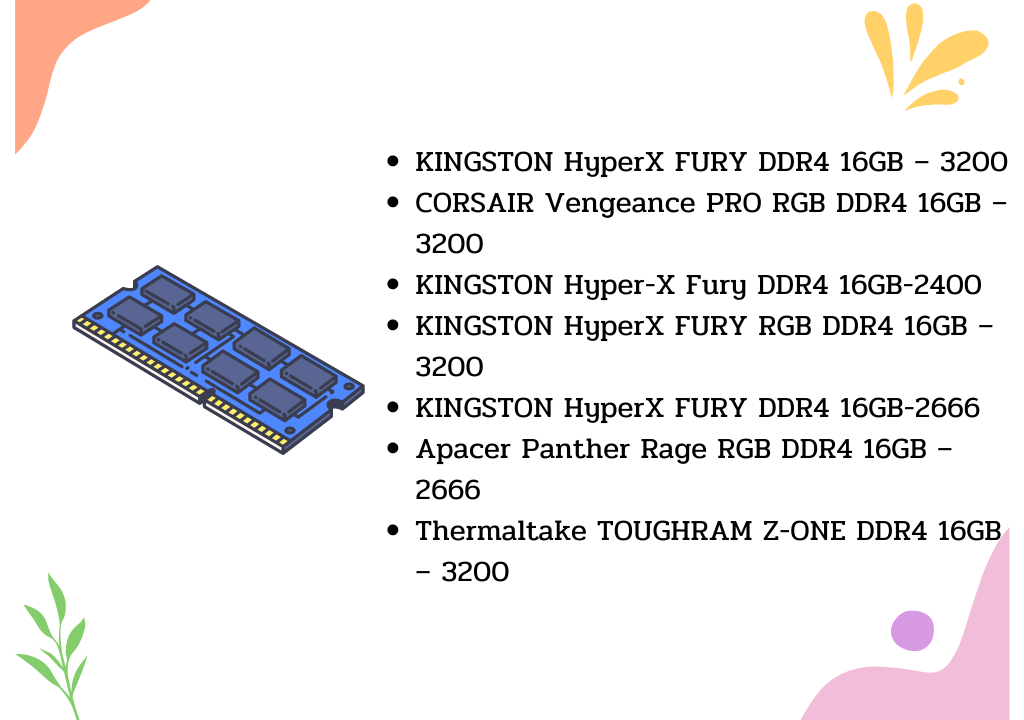 • KINGSTON HyperX FURY DDR4 16GB – 3200
• CORSAIR Vengeance PRO RGB DDR4 16GB –
3200
• KINGSTON Hyper-X Fury DDR4 16GB-2400
• KINGSTON HyperX FURY RGB DDR4 16GB –
3200
• KINGSTON HyperX FURY DDR4 16GB-2666
• Apacer Panther Rage RGB DDR4 16GB –
2666
• Thermaltake TOUGHRAM Z-ONE DDR4 16GB
– 3200